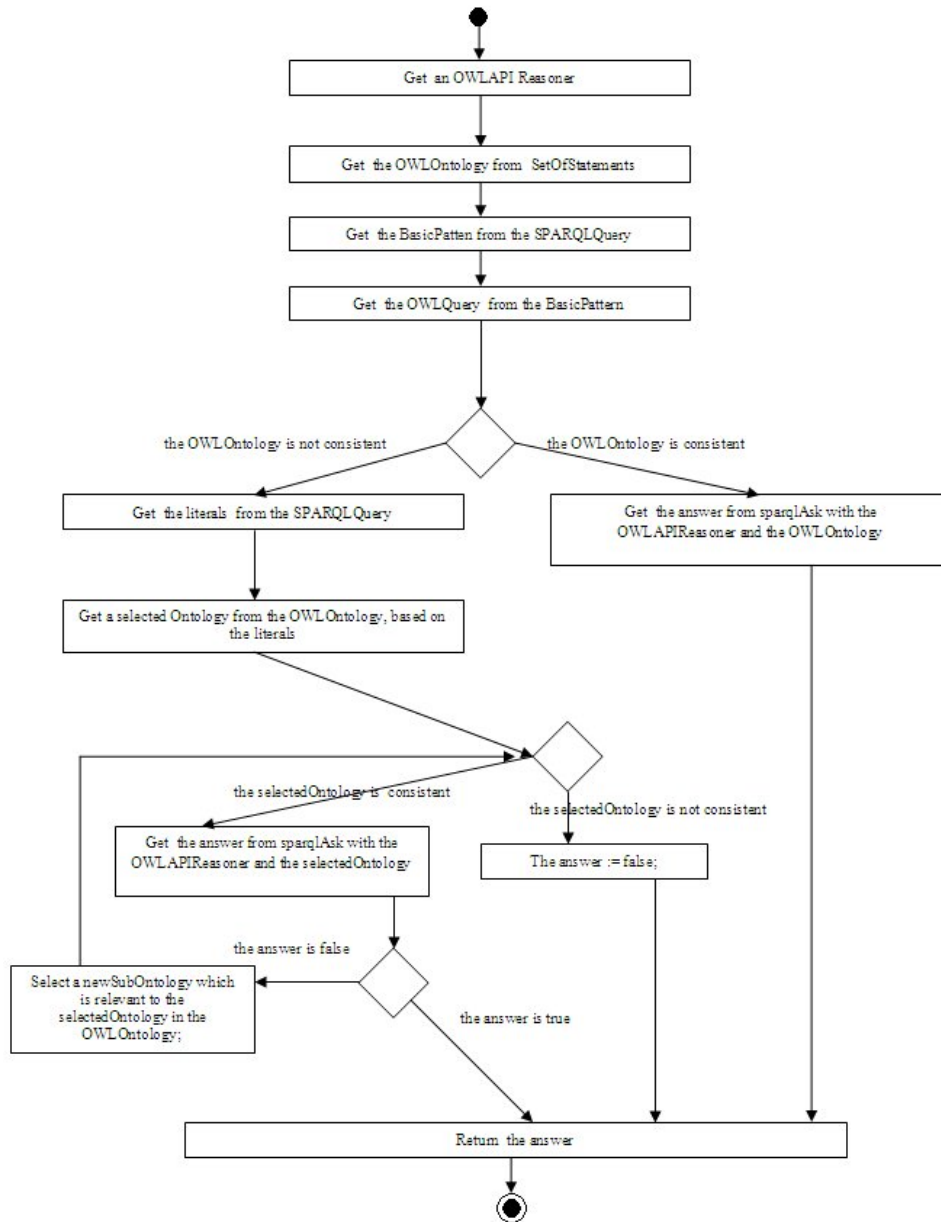 Get an OWLAPI Reasoner
Get the OWLOntology from SetOfStatements
Get the BasicPatten from the SPARQLQuery
Get the OWLQuery from the BasicPattern
the OWLOntology is not consistent
the OWLOntology is consistent
Get the literals from the SPARQLQuery
Get the answer from sparqlAsk with the
OWLAPIReasoner and the OWLOntology
Get a selected Ontology from the OWLOntology, based on
the literals
the selectedOntology is consistent
the selectedOntology is not consistent
Get the answer from sparqlAsk with the
OWLAPIReasoner and the selectedOntology
The answer := false;
the answer is false
Select a newSubOntology which
is relevant to the
selectedOntology in the
OWLOntology;
the answer is true
Return the answer